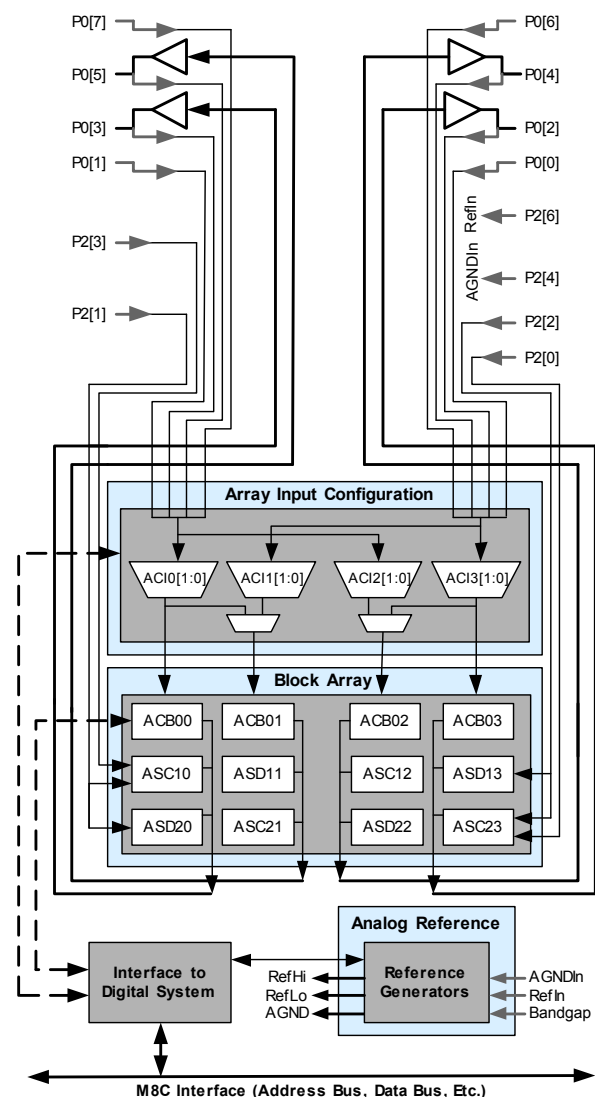 P0[7]
P0[6]
P0[5]
P0[4]
P0[3]
P0[2]
P0[1]
P0[0]
P2[6]
RefIn
AGNDIn
P2[3]
P2[4]
P2[1]
P2[2]
P2[0]
Array Input Configuration
ACI0[1:0] ACI1[1:0] ACI2[1:0] ACI3[1:0]
Block Array
ACB00 ACB01 ACB02 ACB03
ASC10 ASD11 ASC12 ASD13
ASD20 ASC21 ASD22 ASC23
Analog Reference
Interface to
Digital System
RefHi
RefLo
AGND
Reference
Generators
AGNDIn
RefIn
Bandgap
M8C Interface (Address Bus, Data Bus, Etc.)